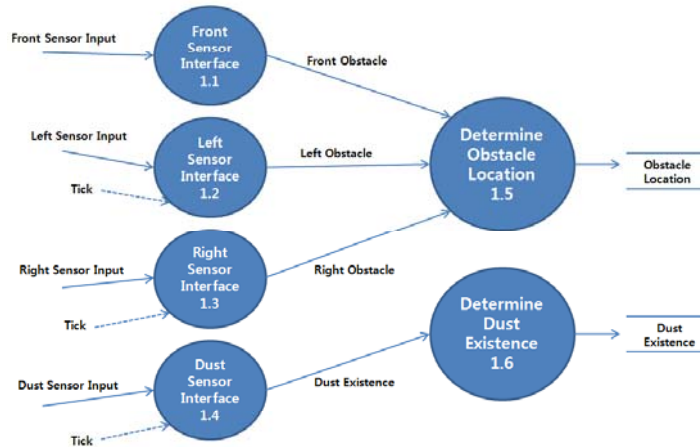 Front Sensor Input
Front
Sensor
Interface
1.1
Front Obstacle
Left Sensor Input
Tick
Left
Sensor
Interface
1.2
Left Obstacle
Determine
Obstacle
Location
1.5
Obstacle
Location
Right Sensor Input
Tick
Right
Sensor
Interface
1.3
Right Obstacle
Dust Sensor Input
Tick
Dust
Sensor
Interface
1.4
Dust Existence
Determine
Dust
Existence
1.6
Dust
Existence